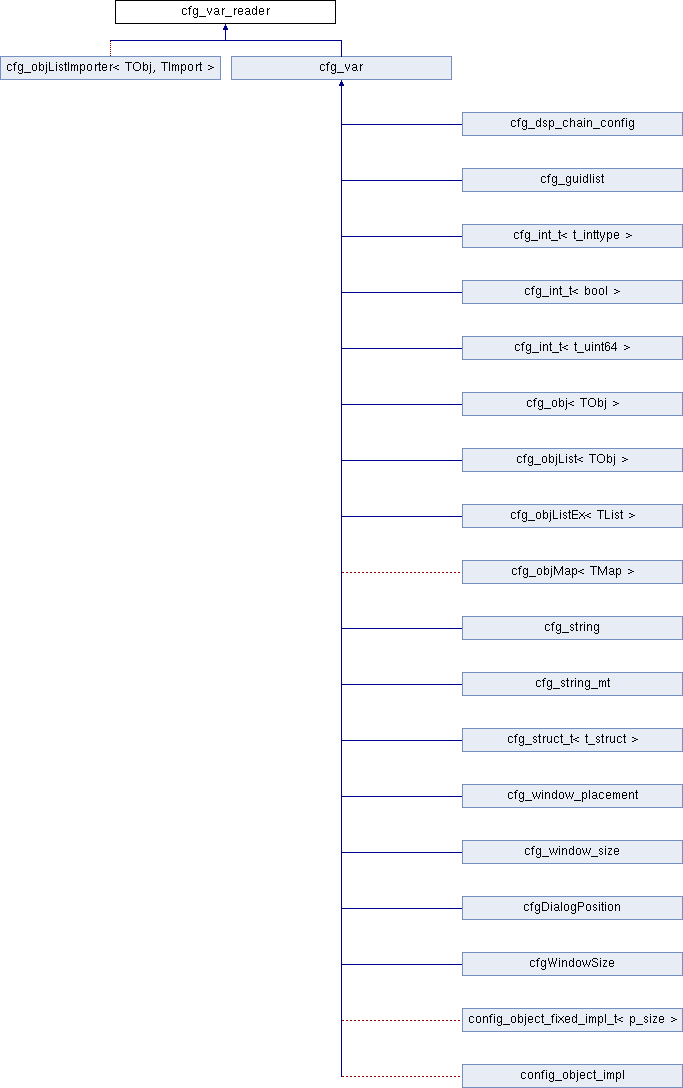 cfg_var_reader
cfg_objListImporter< TObj, TImport >
cfg_var
cfg_dsp_chain_config
cfg_guidlist
cfg_int_t< t_inttype >
cfg_int_t< bool >
cfg_int_t< t_uint64 >
cfg_obj< TObj >
cfg_objList< TObj >
cfg_objListEx< TList >
cfg_objMap< TMap >
cfg_string
cfg_string_mt
cfg_struct_t< t_struct >
cfg_window_placement
cfg_window_size
cfgDialogPosition
cfgWindowSize
config_object_fixed_impl_t< p_size >
config_object_impl